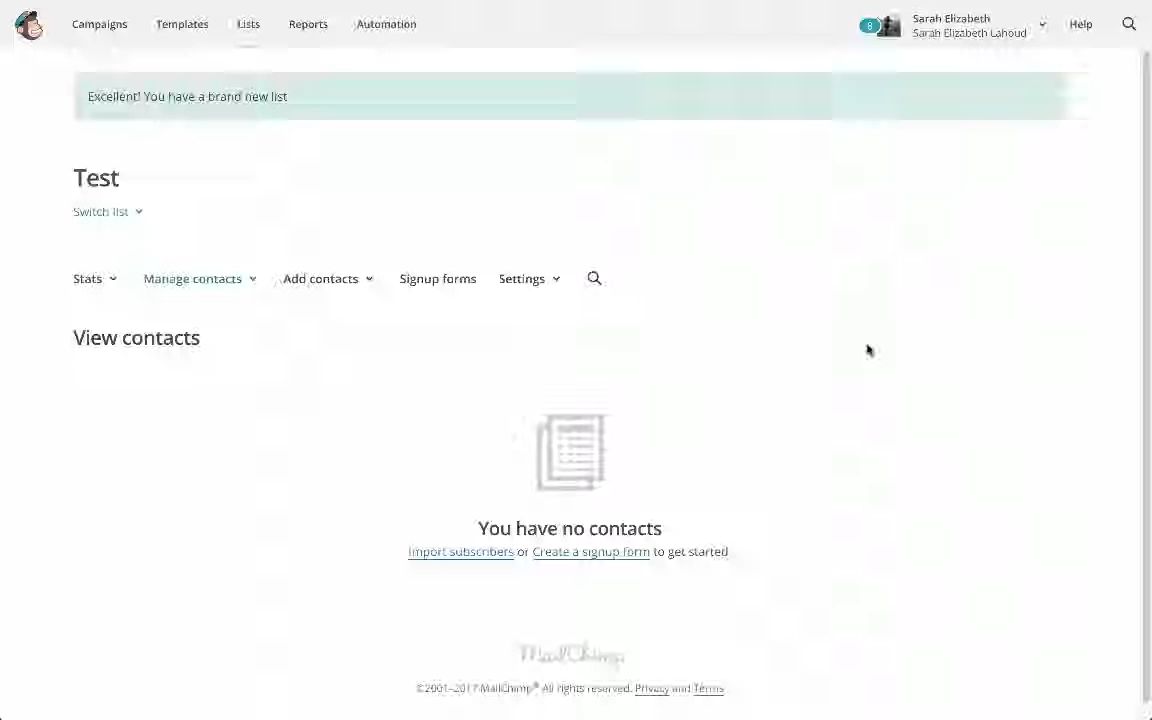 Campaigns Templates Lists Reports Automation
8 Sarah Elizabeth
Sarah Elizabeth Lahoud
Help
Excellent! You have a brand new list
Test
Switch list
Stats Manage contacts Add contacts Signup forms Settings
View contacts
You have no contacts
Import subscribers or Create a signup form to get started
MailChimp
©2001–2017 MailChimp® All rights reserved. Privacy and Terms